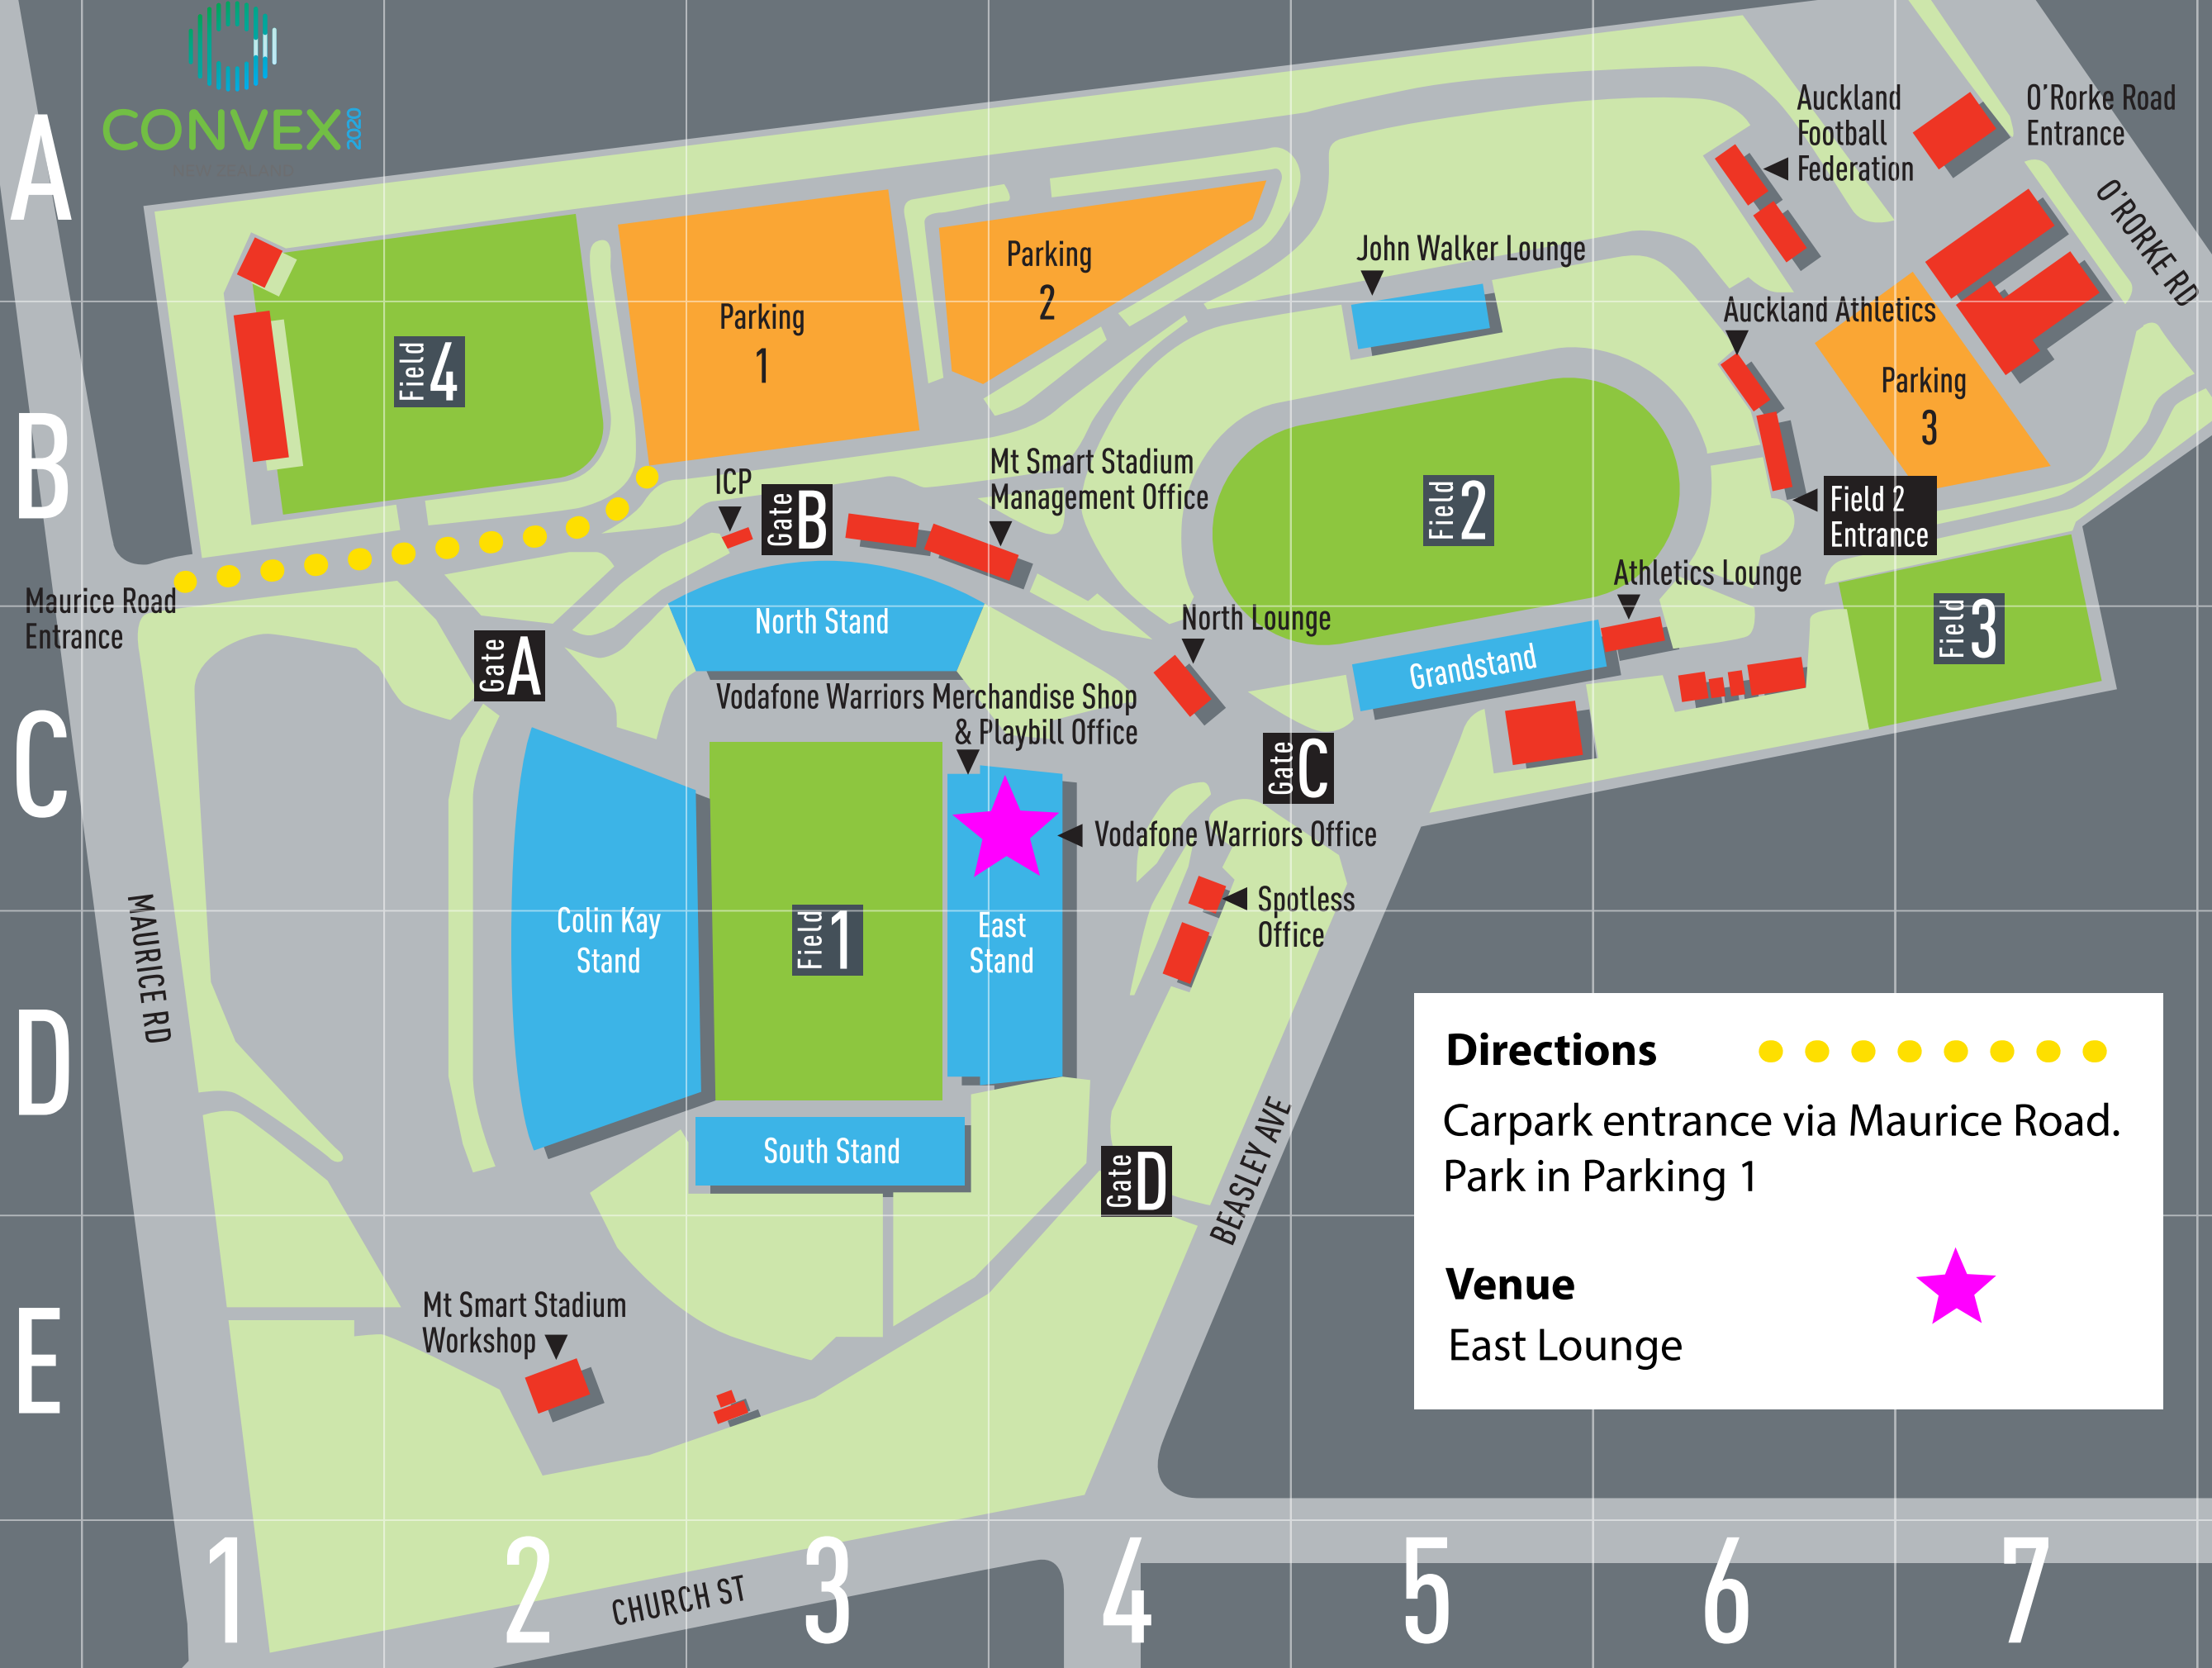 CONVEX 2020
NEW ZEALAND
A
B
C
D
E
1
2
3
4
5
6
7
Auckland
Football
Federation
O'Rorke Road
Entrance
O'RORKE RD
John Walker Lounge
Auckland Athletics
Parking
1
Parking
2
Parking
3
Field 4
ICP
Gate B
Mt Smart Stadium
Management Office
Field 2
Field 2
Entrance
Maurice Road
Entrance
Gate A
North Stand
North Lounge
Athletics Lounge
Grandstand
Field 3
Vodafone Warriors Merchandise Shop
& Playbill Office
Gate C
Vodafone Warriors Office
Spotless
Office
MAURICE RD
Colin Kay
Stand
Field 1
East
Stand
South Stand
Gate D
BEASLEY AVE
Mt Smart Stadium
Workshop
CHURCH ST
Directions
Carpark entrance via Maurice Road.
Park in Parking 1
Venue
East Lounge